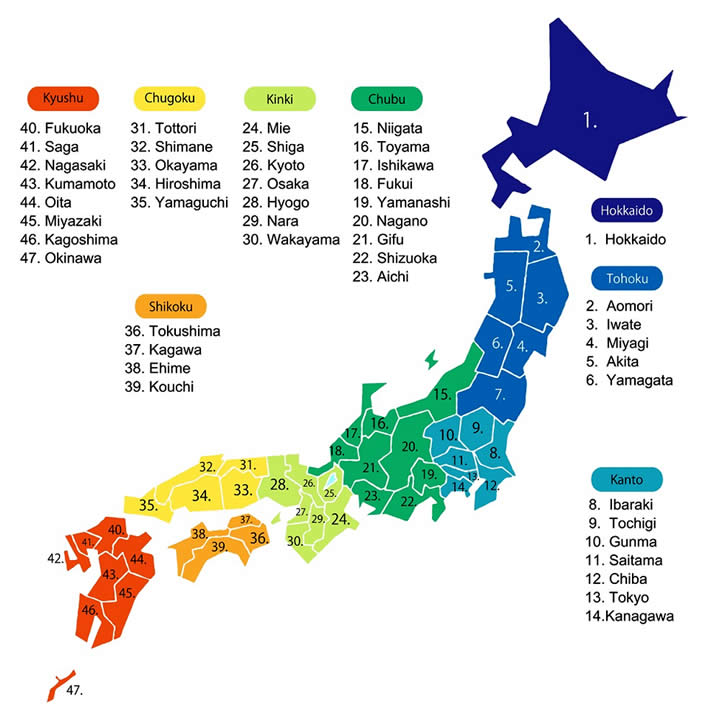 Kyushu
40. Fukuoka
41. Saga
42. Nagasaki
43. Kumamoto
44. Oita
45. Miyazaki
46. Kagoshima
47. Okinawa
Chugoku
31. Tottori
32. Shimane
33. Okayama
34. Hiroshima
35. Yamaguchi
Kinki
24. Mie
25. Shiga
26. Kyoto
27. Osaka
28. Hyogo
29. Nara
30. Wakayama
Chubu
15. Niigata
16. Toyama
17. Ishikawa
18. Fukui
19. Yamanashi
20. Nagano
21. Gifu
22. Shizuoka
23. Aichi
Shikoku
36. Tokushima
37. Kagawa
38. Ehime
39. Kouchi
Hokkaido
1. Hokkaido
Tohoku
2. Aomori
3. Iwate
4. Miyagi
5. Akita
6. Yamagata
Kanto
8. Ibaraki
9. Tochigi
10. Gunma
11. Saitama
12. Chiba
13. Tokyo
14.Kanagawa
1.
2.
5.
3.
6.
4.
7.
15.
16.
17.
10.
9.
8.
18.
20.
11.
21.
19.
13.
14.
12.
23.
22.
32.
31.
28.
26.
25.
34.
33.
35.
27.
29.
24.
30.
37.
38.
36.
39.
40.
41.
42.
44.
43.
45.
46.
47.